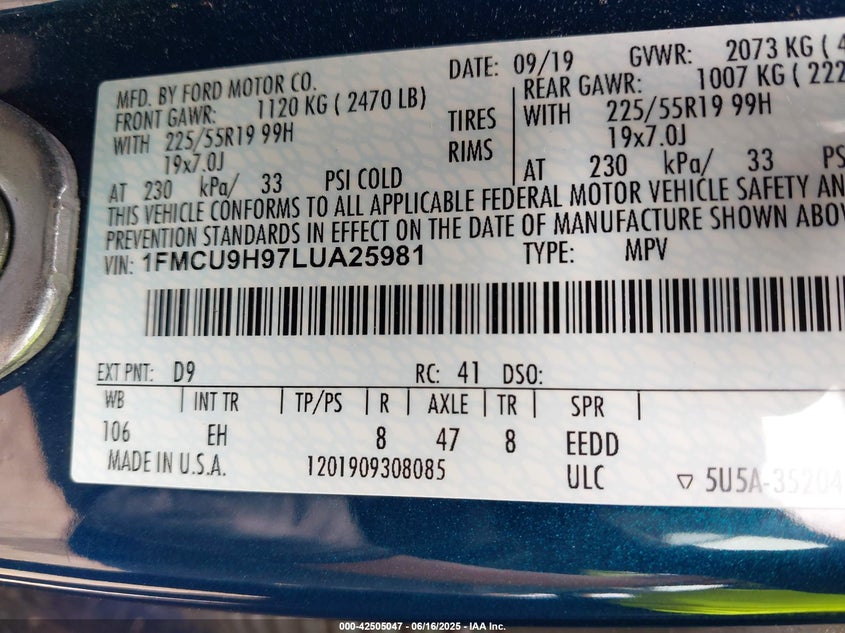 MFD. BY FORD MOTOR CO.
DATE: 09/19 GVWR: 2073 KG ( 4
FRONT GAWR: 1120 KG ( 2470 LB)
REAR GAWR: 1007 KG ( 222
WITH 225/55R19 99H TIRES WITH 225/55R19 99H
19x7.0J RIMS 19x7.0J
AT 230 kPa/ 33 PSI COLD AT 230 kPa/ 33 PS
THIS VEHICLE CONFORMS TO ALL APPLICABLE FEDERAL MOTOR VEHICLE SAFETY AN
PREVENTION STANDARDS IN EFFECT ON THE DATE OF MANUFACTURE SHOWN ABOV
VIN: 1FMCU9H97LUA25981 TYPE: MPV
EXT PNT: D9 RC: 41 DSO:
WB INT TR TP/PS R AXLE TR SPR
106 EH 8 47 8 EEDD
MADE IN U.S.A. 1201909308085 ULC 5U5A-35204
000-42505047 - 06/16/2025 - IAA Inc.